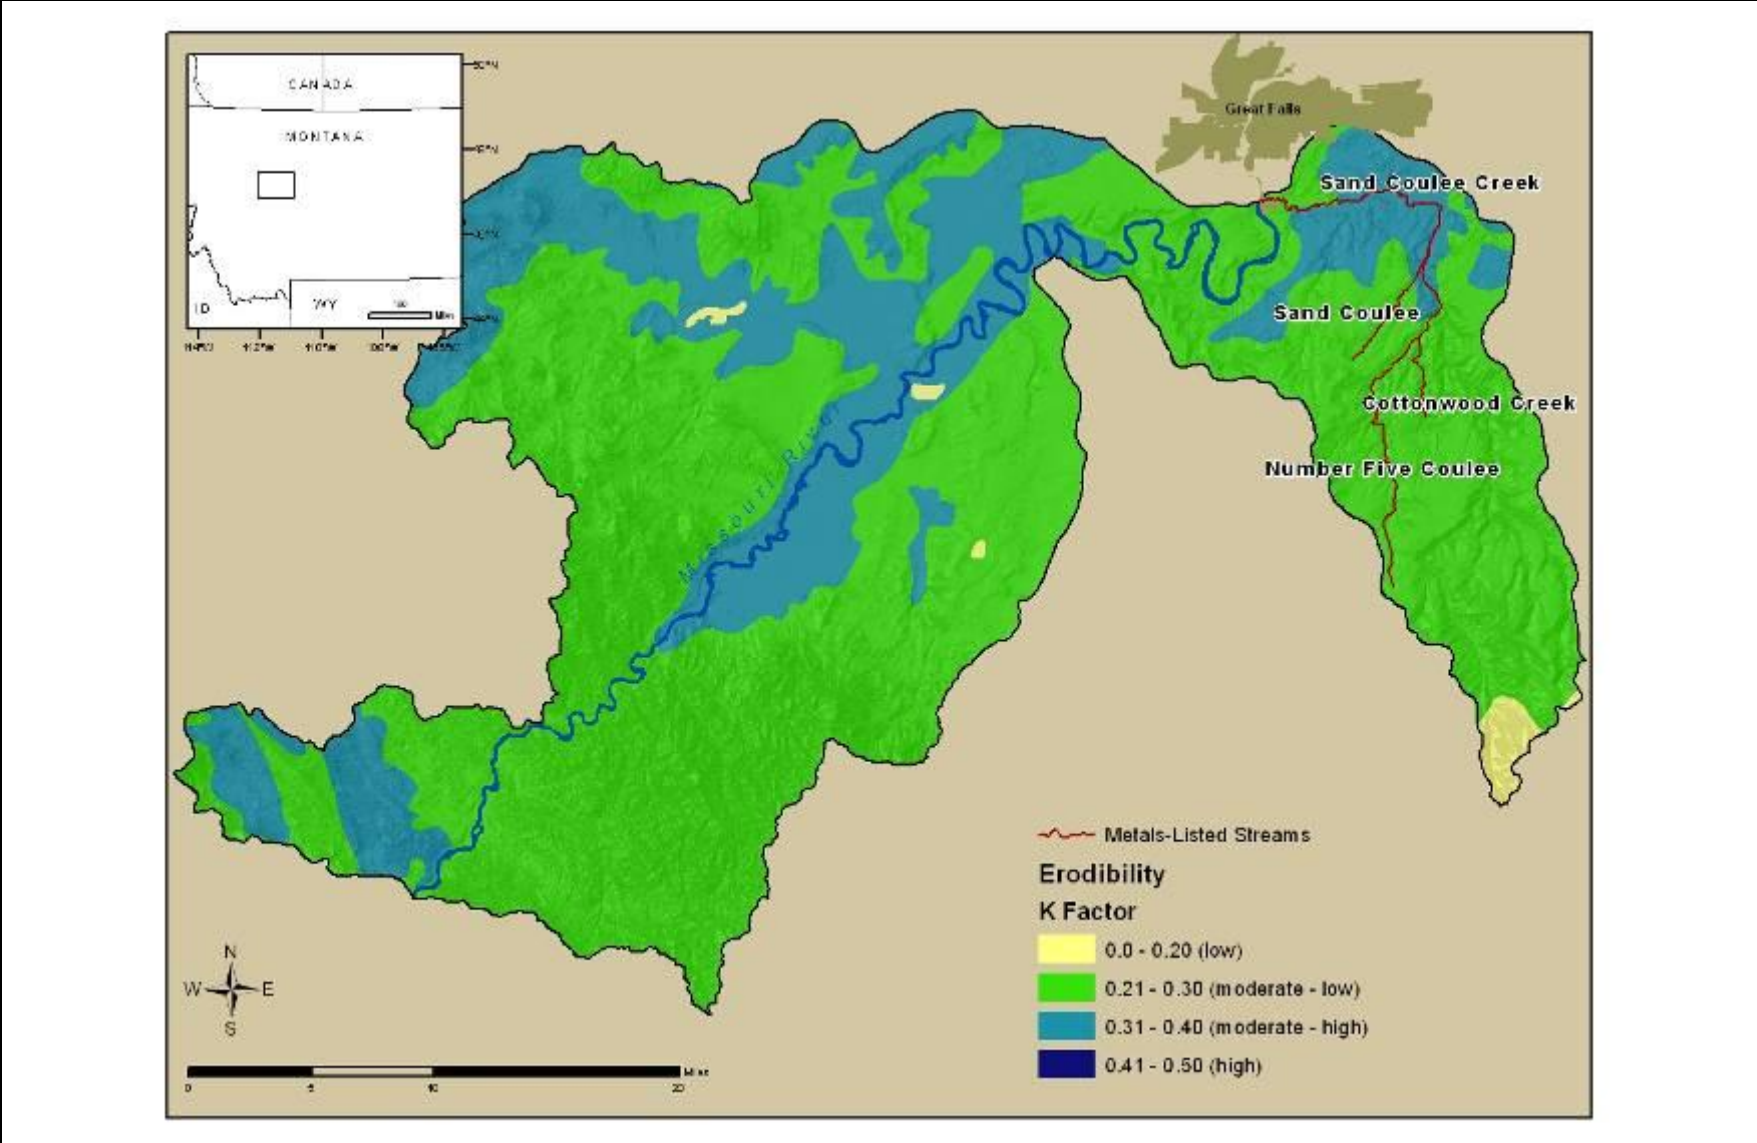 CANADA
MONTANA
ID
WY
Great Falls
Sand Coulee Creek
Sand Coulee
Cottonwood Creek
Number Five Coulee
Missouri River
Metals-Listed Streams
Erodibility
K Factor
0.0 - 0.20 (low)
0.21 - 0.30 (moderate - low)
0.31 - 0.40 (moderate - high)
0.41 - 0.50 (high)
N
W E
S
Miles
0 5 10 20